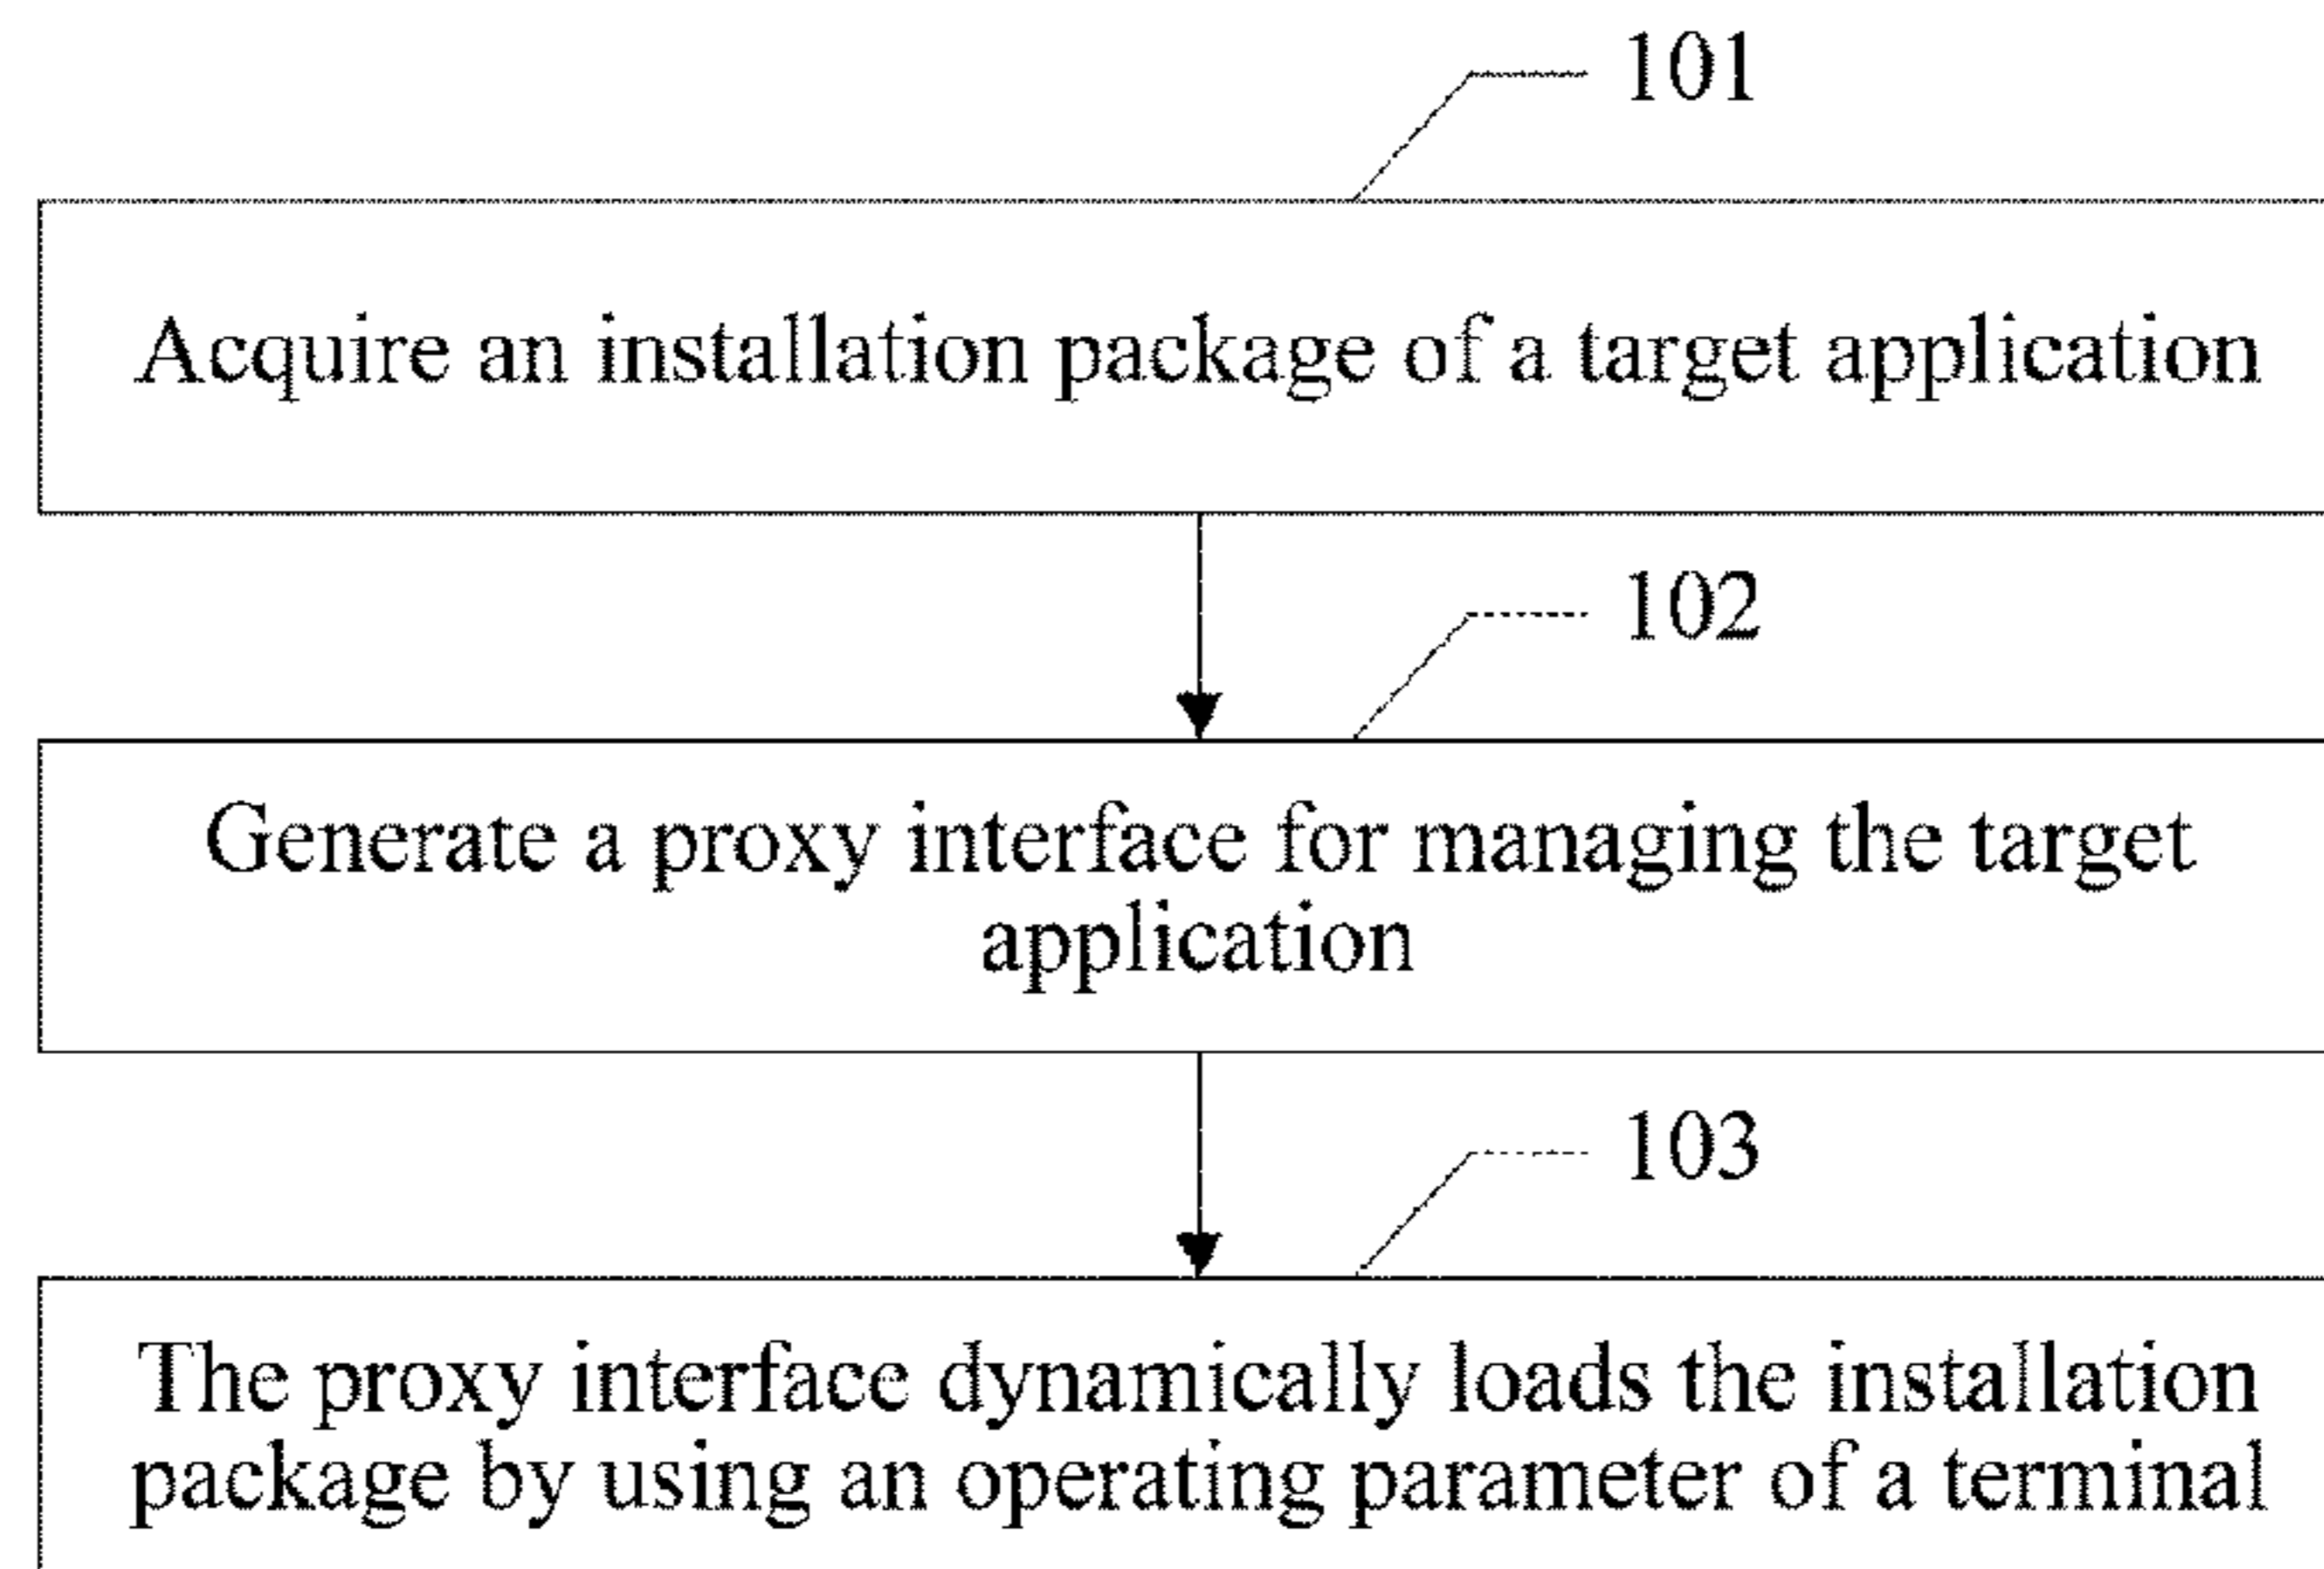 101
Acquire an installation package of a target application
102
Generate a proxy interface for managing the target
application
103
The proxy interface dynamically loads the installation
package by using an operating parameter of a terminal